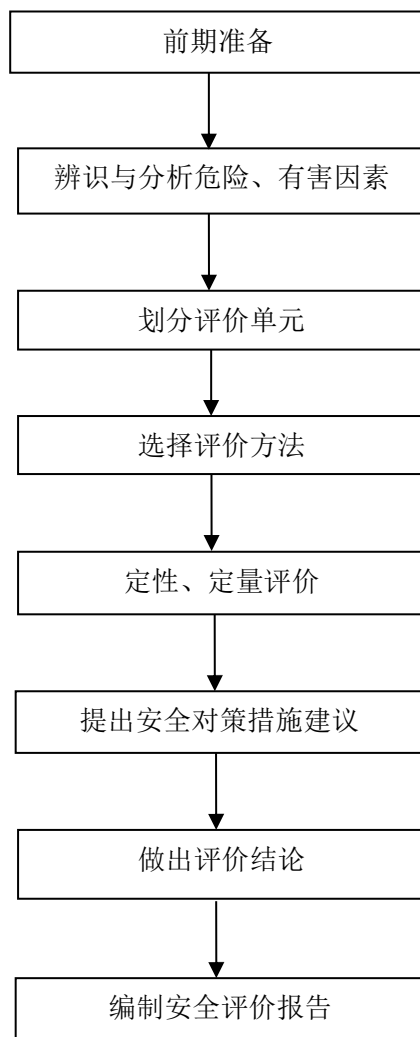 前期准备
辨识与分析危险、有害因素
划分评价单元
选择评价方法
定性、定量评价
提出安全对策措施建议
做出评价结论
编制安全评价报告